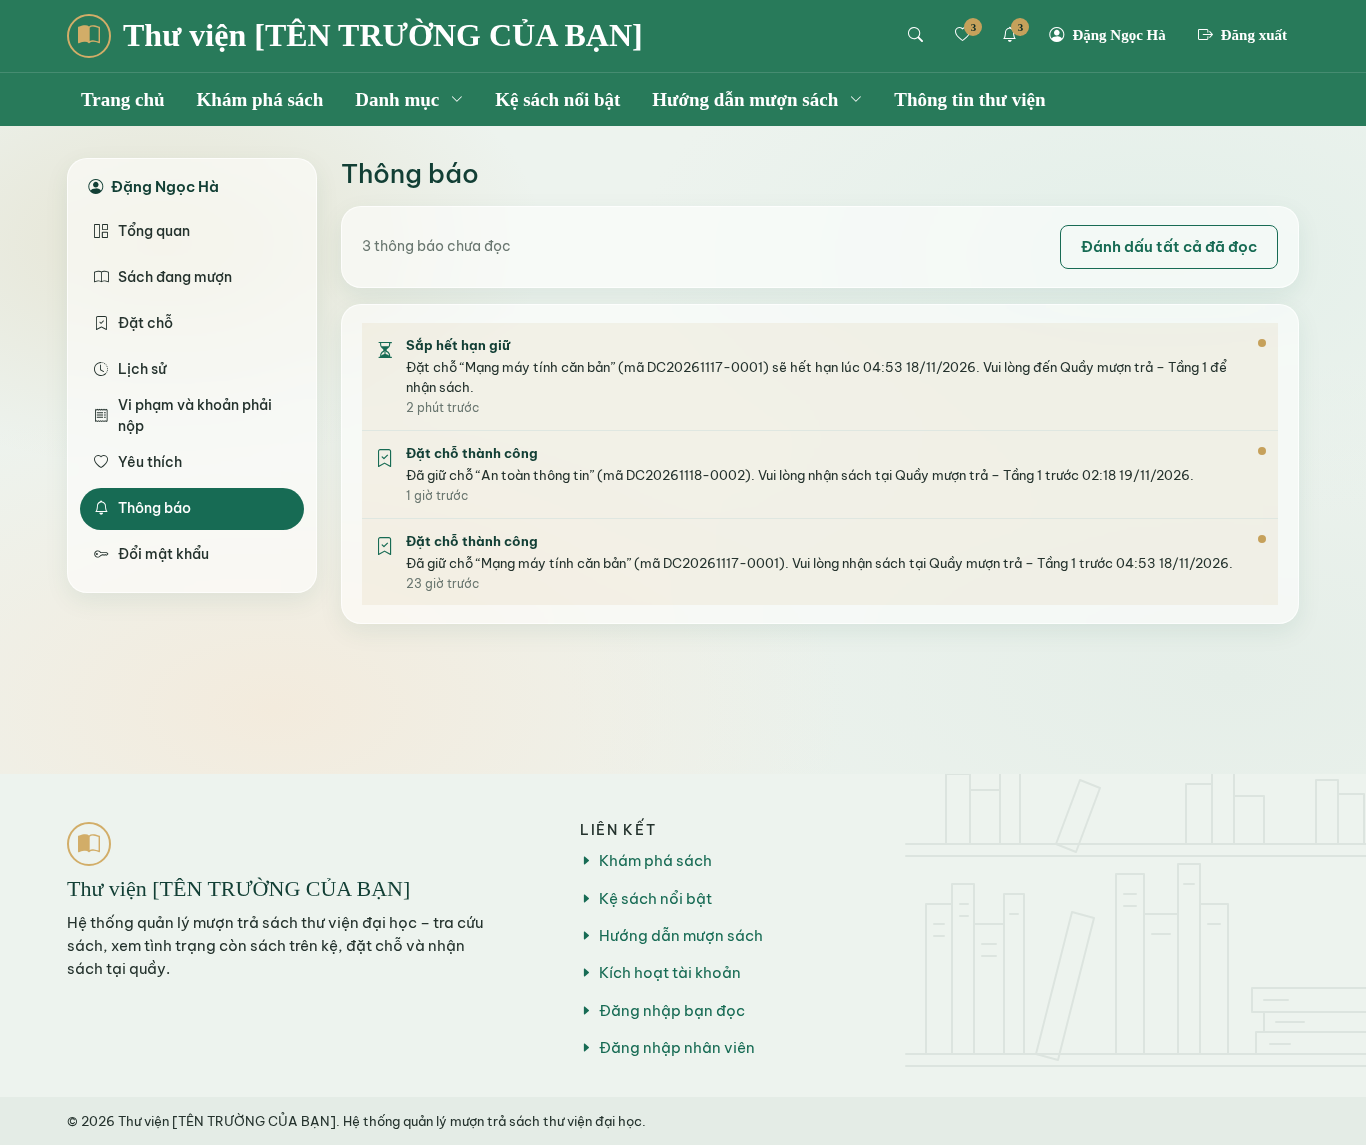 Thư viện [TÊN TRƯỜNG CỦA BẠN]
3
3
Đặng Ngọc Hà
Đăng xuất
Trang chủ
Khám phá sách
Danh mục
Kệ sách nổi bật
Hướng dẫn mượn sách
Thông tin thư viện
Đặng Ngọc Hà
Tổng quan
Sách đang mượn
Đặt chỗ
Lịch sử
Vi phạm và khoản phải
nộp
Yêu thích
Thông báo
Đổi mật khẩu
Thông báo
3 thông báo chưa đọc
Đánh dấu tất cả đã đọc
Sắp hết hạn giữ
Đặt chỗ “Mạng máy tính căn bản” (mã DC20261117-0001) sẽ hết hạn lúc 04:53 18/11/2026. Vui lòng đến Quầy mượn trả – Tầng 1 để
nhận sách.
2 phút trước
Đặt chỗ thành công
Đã giữ chỗ “An toàn thông tin” (mã DC20261118-0002). Vui lòng nhận sách tại Quầy mượn trả – Tầng 1 trước 02:18 19/11/2026.
1 giờ trước
Đặt chỗ thành công
Đã giữ chỗ “Mạng máy tính căn bản” (mã DC20261117-0001). Vui lòng nhận sách tại Quầy mượn trả – Tầng 1 trước 04:53 18/11/2026.
23 giờ trước
Thư viện [TÊN TRƯỜNG CỦA BẠN]
Hệ thống quản lý mượn trả sách thư viện đại học – tra cứu
sách, xem tình trạng còn sách trên kệ, đặt chỗ và nhận
sách tại quầy.
LIÊN KẾT
Khám phá sách
Kệ sách nổi bật
Hướng dẫn mượn sách
Kích hoạt tài khoản
Đăng nhập bạn đọc
Đăng nhập nhân viên
© 2026 Thư viện [TÊN TRƯỜNG CỦA BẠN]. Hệ thống quản lý mượn trả sách thư viện đại học.